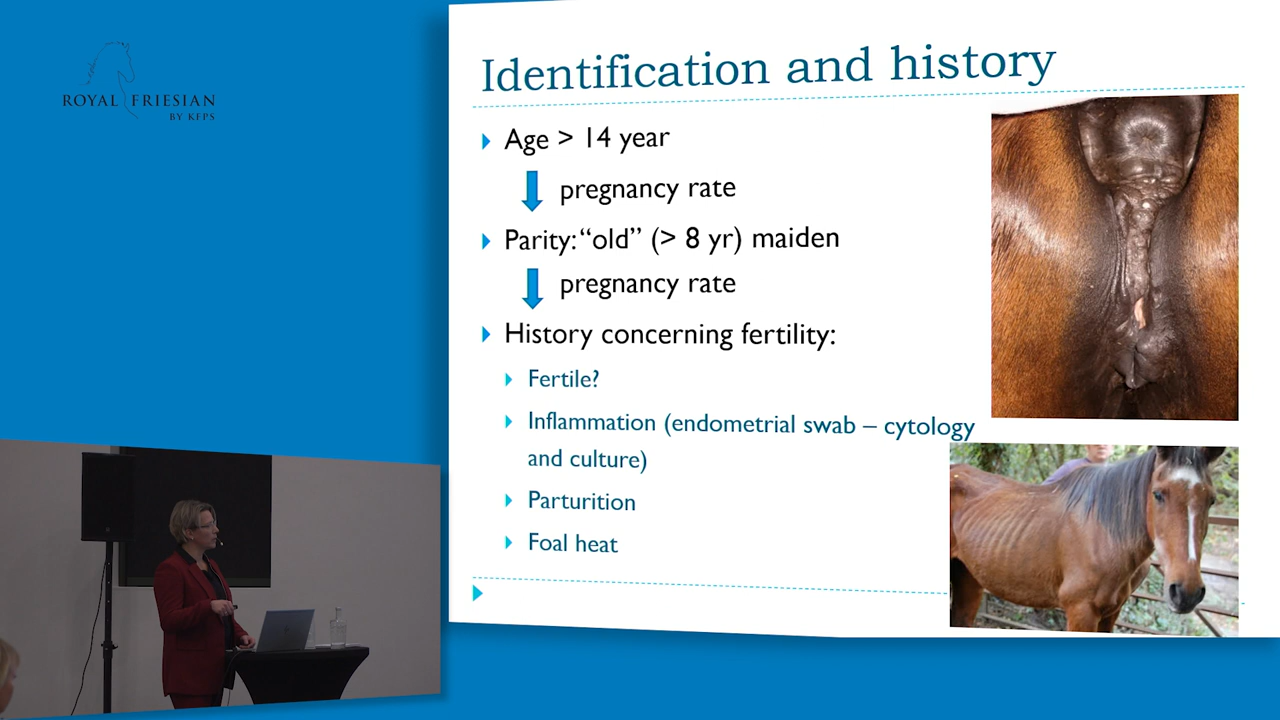 ROYAL FRIESIAN
BY KFPS
Identification and history
Age > 14 year
pregnancy rate
Parity: “old” (> 8 yr) maiden
pregnancy rate
History concerning fertility:
Fertile?
Inflammation (endometrial swab – cytology
and culture)
Parturition
Foal heat